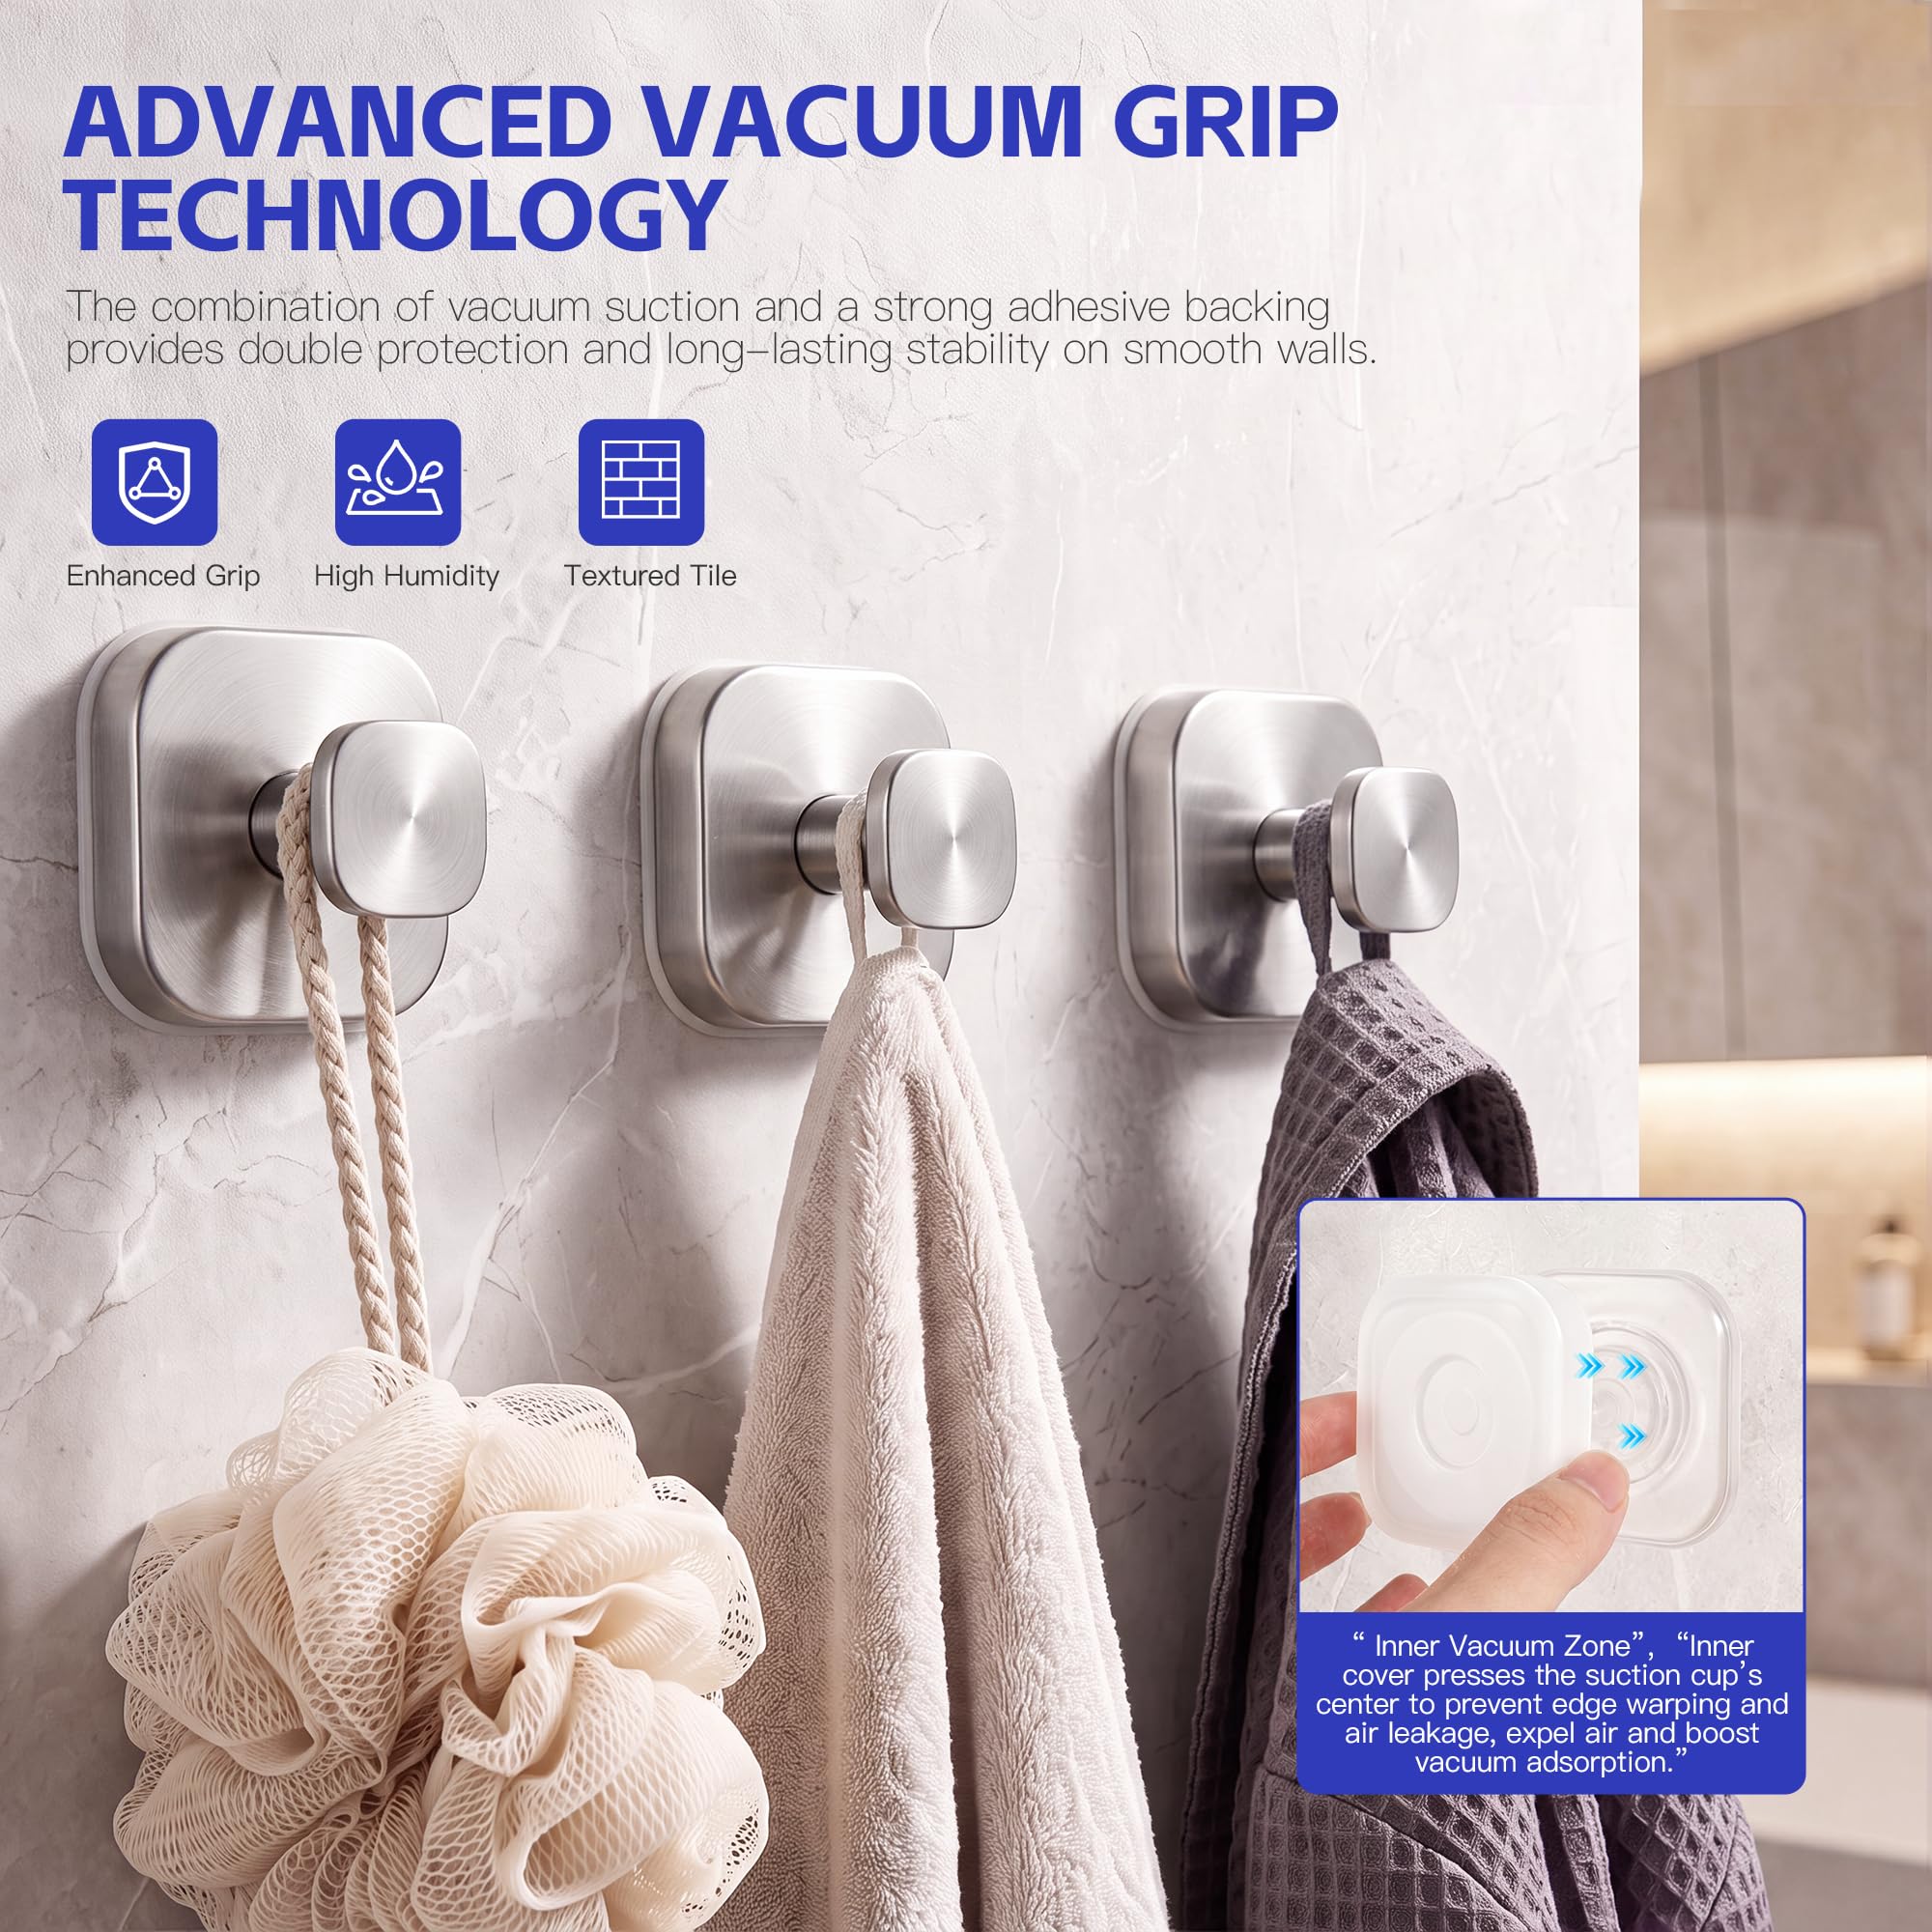 ADVANCED VACUUM GRIP
TECHNOLOGY
The combination of vacuum suction and a strong adhesive backing
provides double protection and long–lasting stability on smooth walls.
Enhanced Grip
High Humidity
Textured Tile
“ Inner Vacuum Zone”, “Inner
cover presses the suction cup’s
center to prevent edge warping and
air leakage, expel air and boost
vacuum adsorption.”